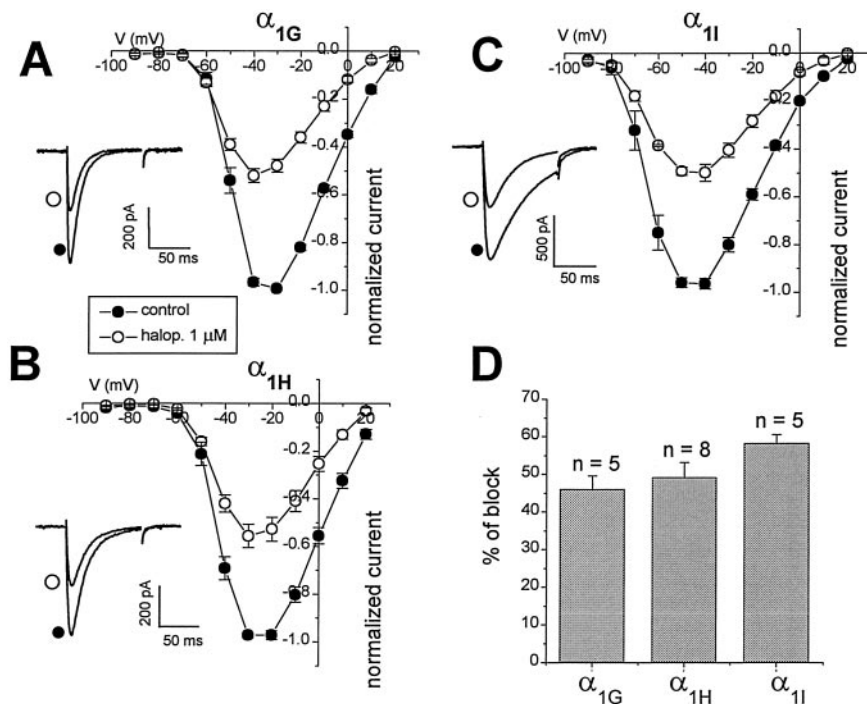 A
α1G
V (mV)
-100 -80 -60 -40 -20 0 20
0.0
-0.2
-0.4
-0.6
-0.8
-1.0
normalized current
200 pA
50 ms
control
halop. 1 μM
B
α1H
V (mV)
-100 -80 -60 -40 -20 0 20
0.0
-0.2
-0.4
-0.6
-0.8
-1.0
normalized current
200 pA
50 ms
C
α1I
V (mV)
-100 -80 -60 -40 -20 0 20
0.0
-0.2
-0.4
-0.6
-0.8
-1.0
normalized current
500 pA
50 ms
D
% of block
70
60
50
40
30
20
10
0
n = 5
n = 8
n = 5
α1G α1H α1I